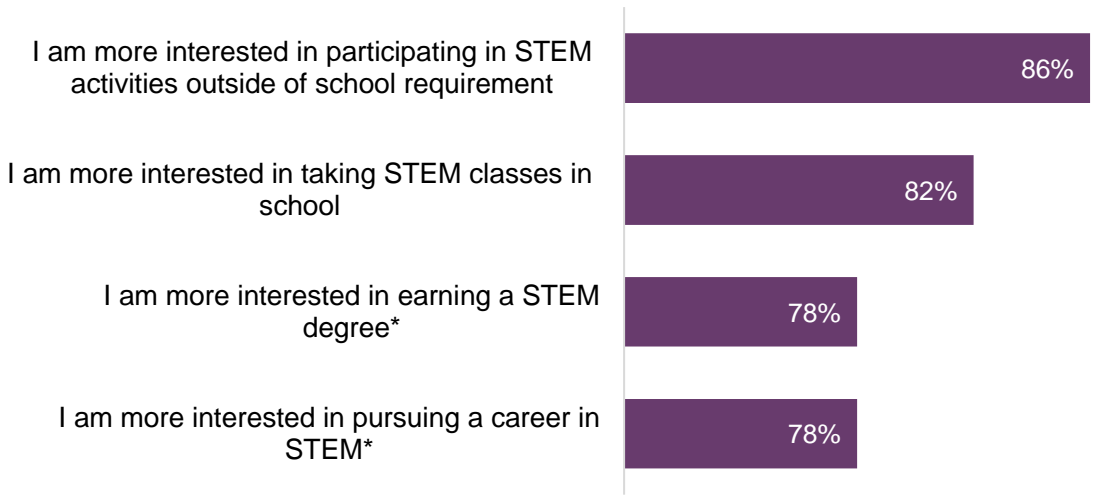 I am more interested in participating in STEM
activities outside of school requirement
86%
I am more interested in taking STEM classes in
school
82%
I am more interested in earning a STEM
degree*
78%
I am more interested in pursuing a career in
STEM*
78%